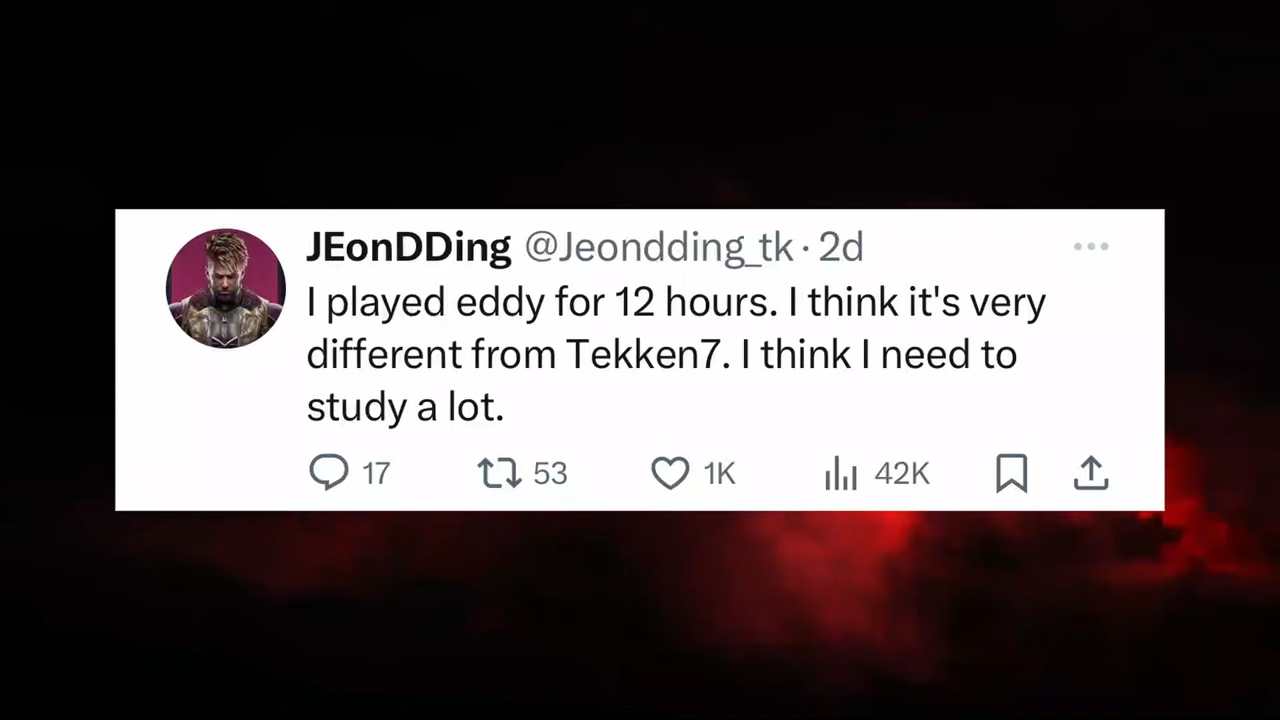 JEonDDing @Jeondding_tk · 2d
I played eddy for 12 hours. I think it's very
different from Tekken7. I think I need to
study a lot.
17 53 1K 42K